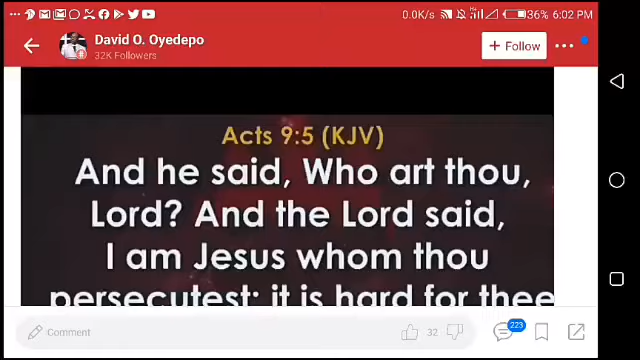 0.0K/s 36% 6:02 PM
David O. Oyedepo
32K Followers
+ Follow
Acts 9:5 (KJV)
And he said, Who art thou,
Lord? And the Lord said,
I am Jesus whom thou
persecutest: it is hard for thee
Comment
32
223